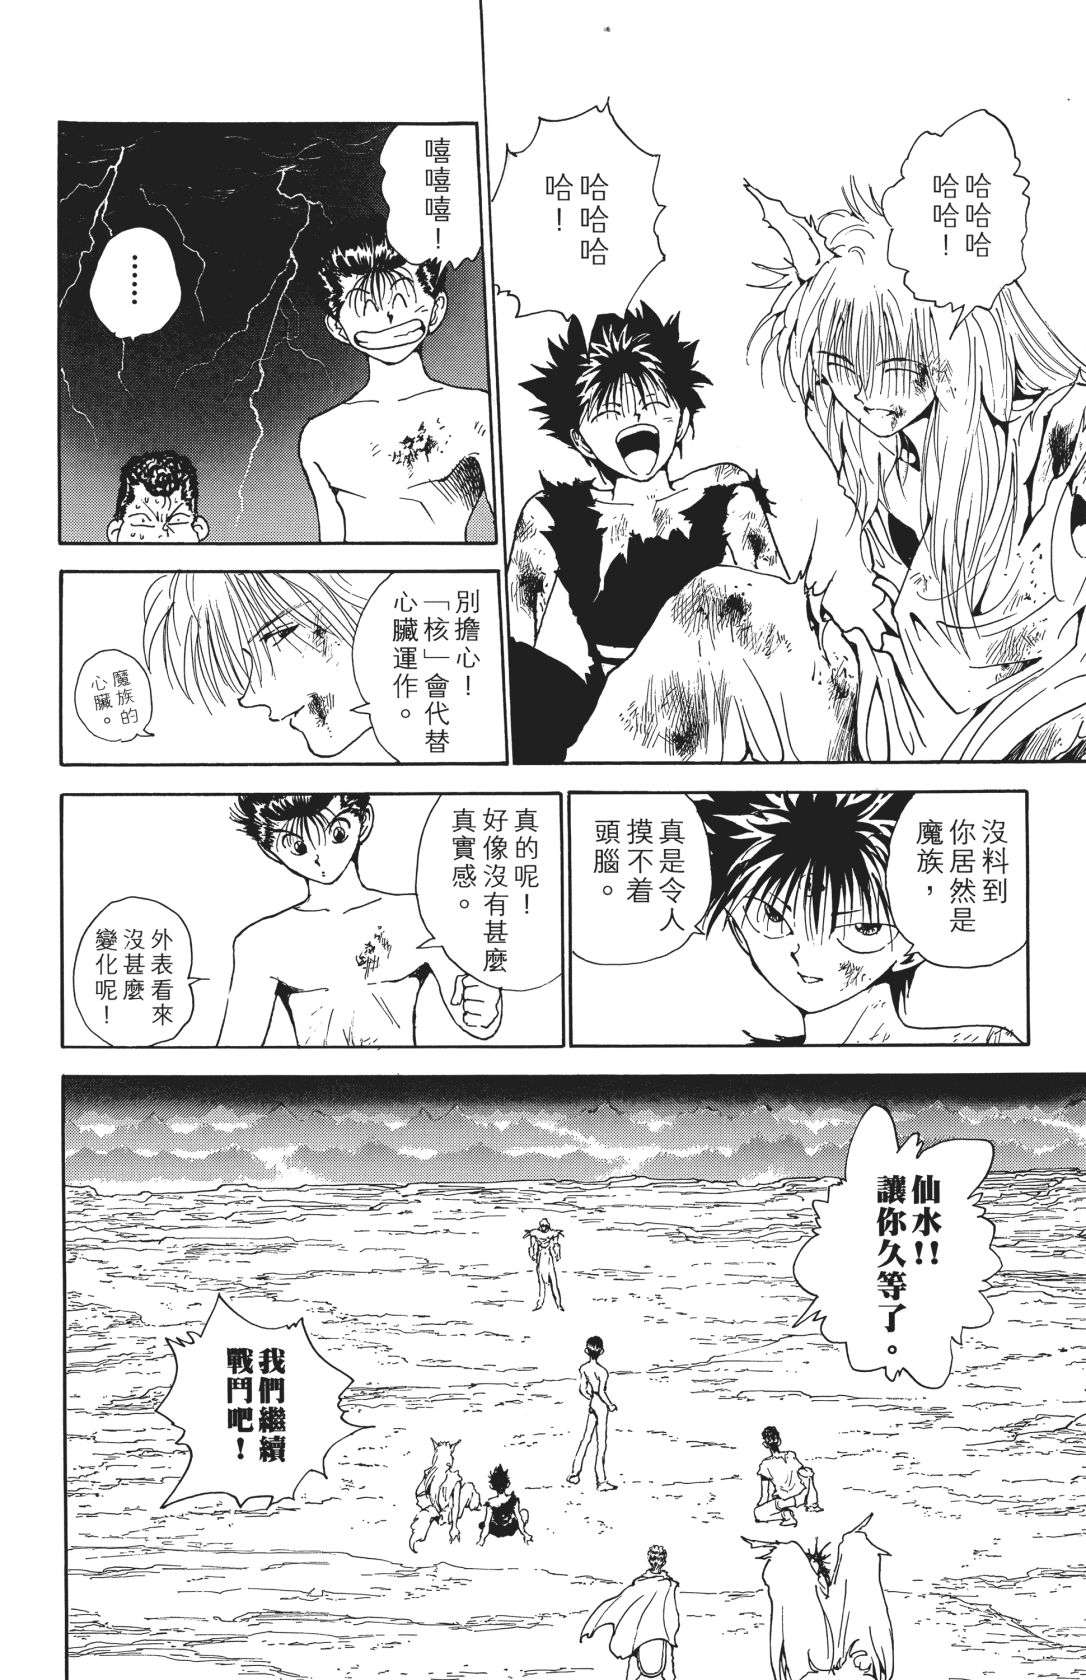 哈哈哈
哈哈！
哈哈哈
哈！
嘻嘻嘻！
……
別擔心！
「核」會代替
心臟運作。
魔族的
心臟。
沒料到
你居然是
魔族，
真是令人
摸不着
頭腦。
真的呢！
好像沒有甚麼
真實感。
外表看來
沒甚麼
變化呢！
仙水!!
讓你久等了。
我們繼續
戰鬥吧！